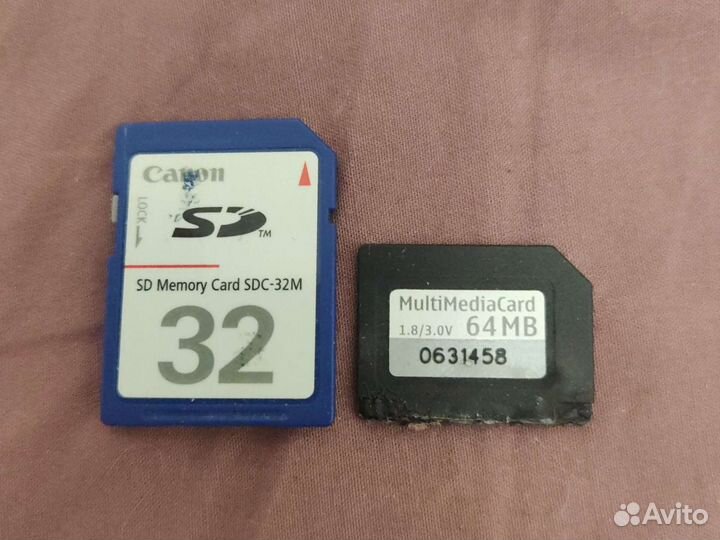 Canon
LOCK
SD
TM
SD Memory Card SDC-32M
32
MultiMediaCard
1.8/3.0V 64MB
0631458
Avito